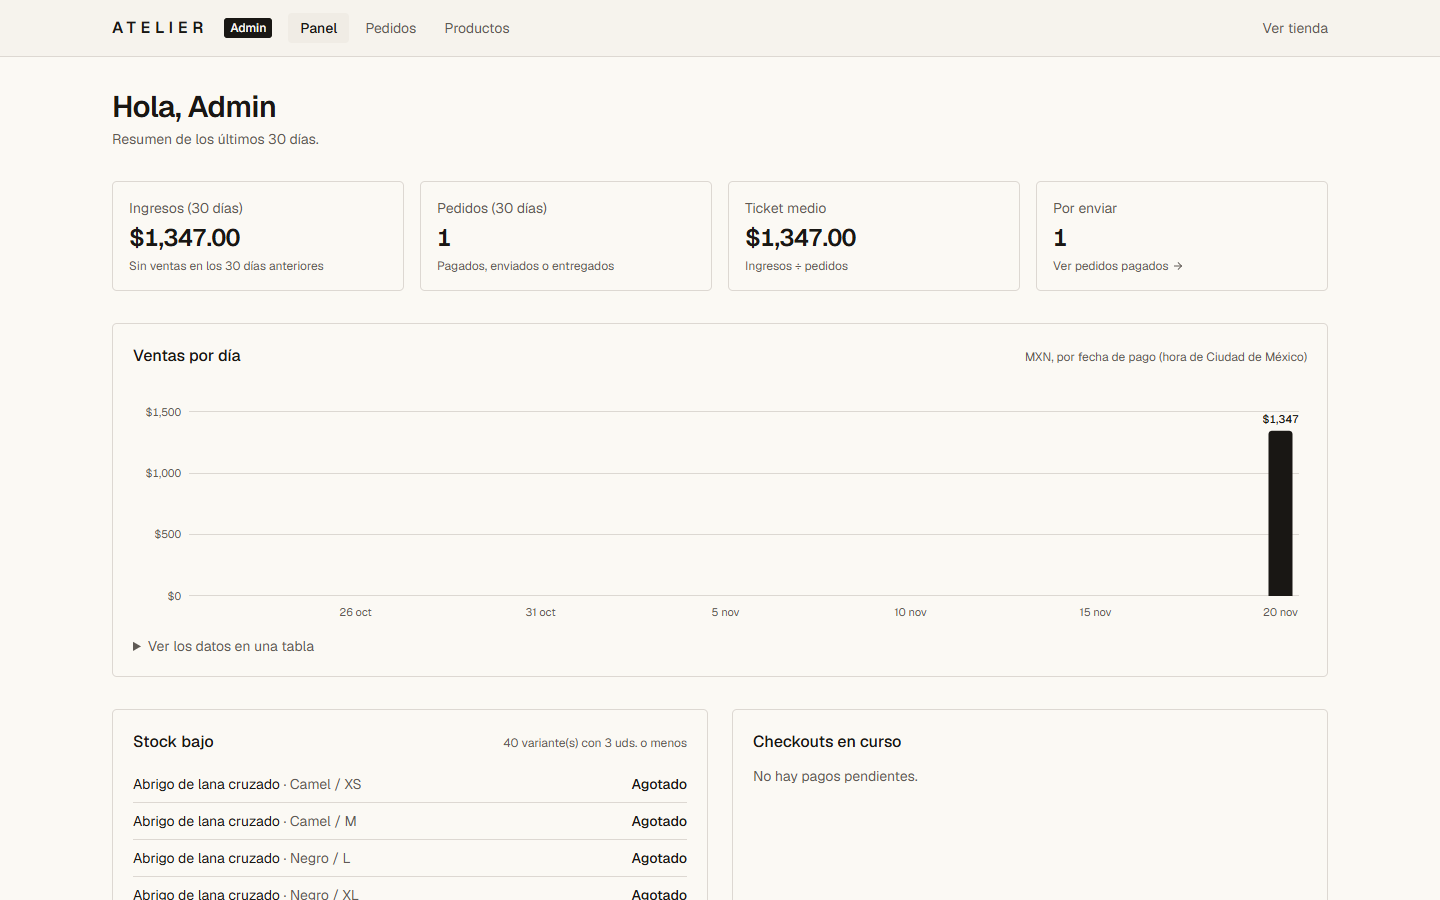 ATELIER Admin Panel Pedidos Productos Ver tienda
Hola, Admin
Resumen de los últimos 30 días.
Ingresos (30 días)
$1,347.00
Sin ventas en los 30 días anteriores
Pedidos (30 días)
1
Pagados, enviados o entregados
Ticket medio
$1,347.00
Ingresos ÷ pedidos
Por enviar
1
Ver pedidos pagados →
Ventas por día
MXN, por fecha de pago (hora de Ciudad de México)
$1,500
$1,347
$1,000
$500
$0
26 oct 31 oct 5 nov 10 nov 15 nov 20 nov
▶ Ver los datos en una tabla
Stock bajo
40 variante(s) con 3 uds. o menos
Abrigo de lana cruzado · Camel / XS Agotado
Abrigo de lana cruzado · Camel / M Agotado
Abrigo de lana cruzado · Negro / L Agotado
Abrigo de lana cruzado · Negro / XL Agotado
Checkouts en curso
No hay pagos pendientes.